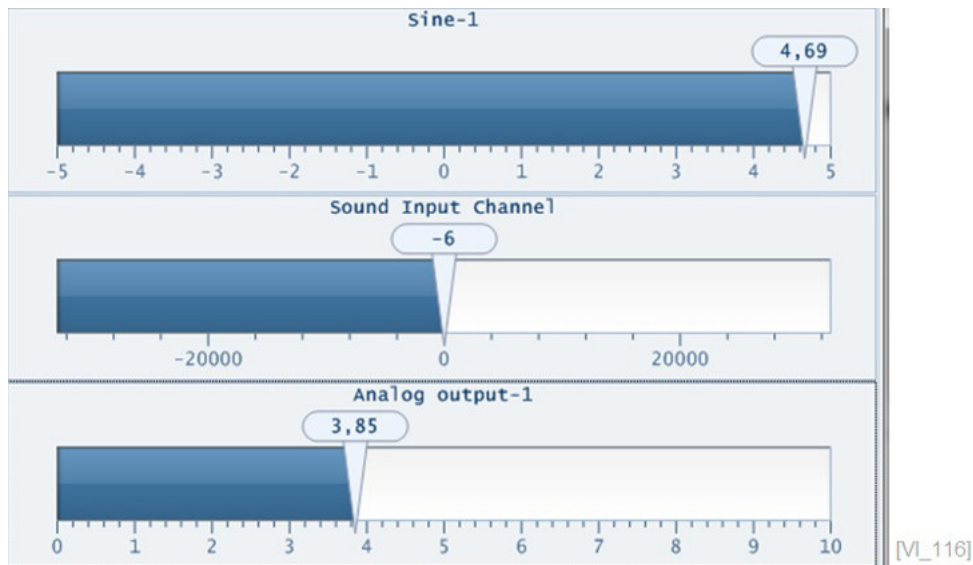 Sine-1
4,69
-5 -4 -3 -2 -1 0 1 2 3 4 5
Sound Input Channel
-6
-20000 0 20000
Analog output-1
3,85
0 1 2 3 4 5 6 7 8 9 10
[VI_116]